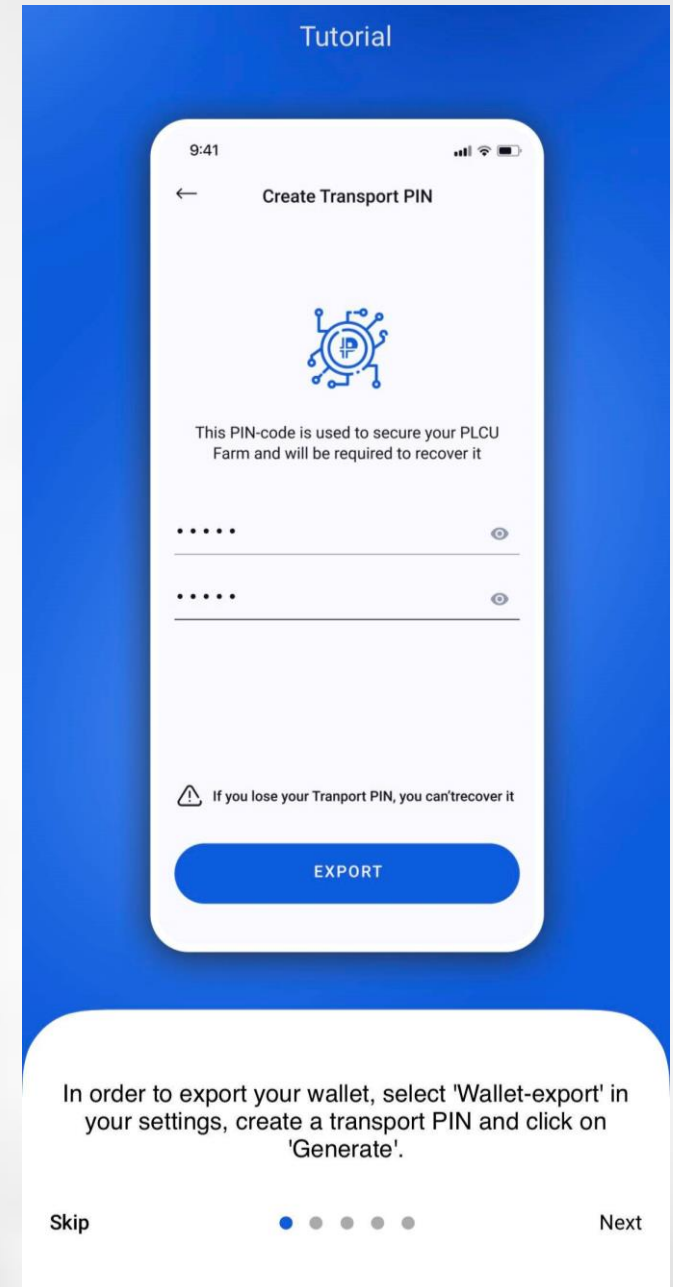 Tutorial
9:41
Create Transport PIN
This PIN-code is used to secure your PLCU
Farm and will be required to recover it
•••••
•••••
If you lose your Tranport PIN, you can'trecover it
EXPORT
In order to export your wallet, select 'Wallet-export' in
your settings, create a transport PIN and click on
'Generate'.
Skip
Next